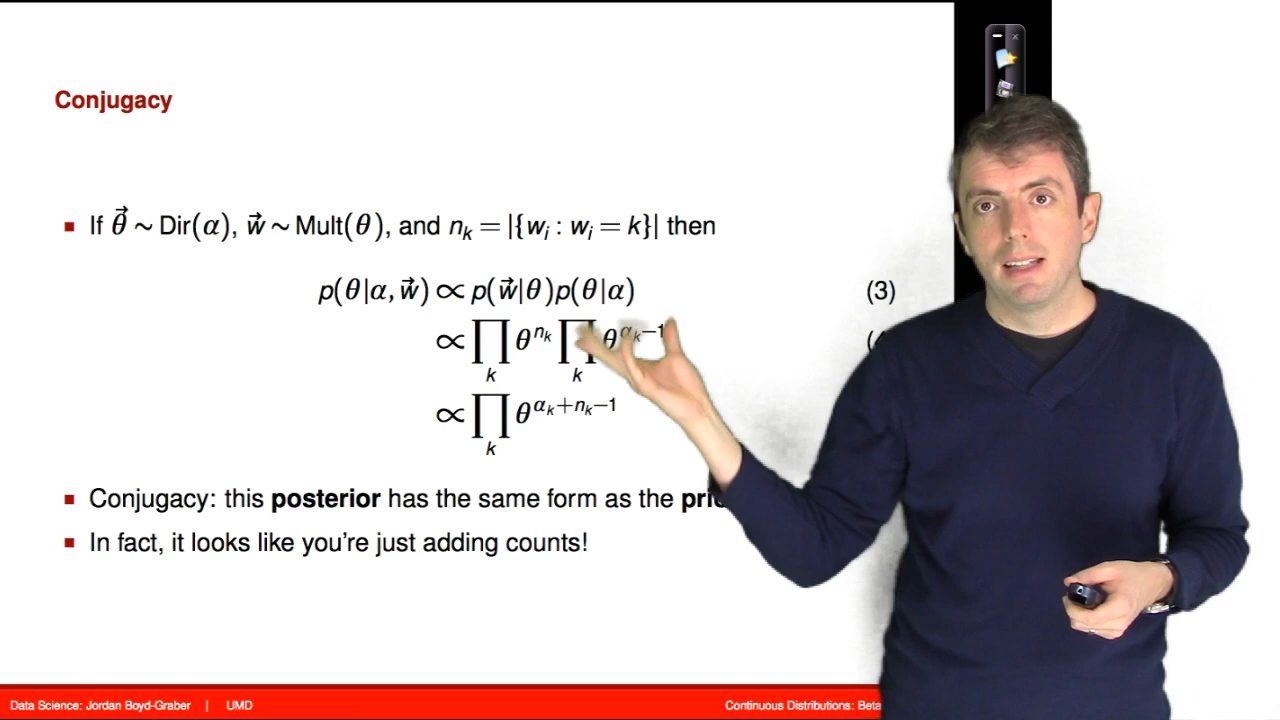 Conjugacy
If θ⃗ ∼ Dir(α), w⃗ ∼ Mult(θ), and nₖ = |{wᵢ : wᵢ = k}| then
p(θ|α, w⃗) ∝ p(w⃗|θ)p(θ|α) (3)
∝ ∏ₖ θ^{nₖ} ∏ₖ θ^{αₖ−1}
∝ ∏ₖ θ^{αₖ+nₖ−1}
Conjugacy: this posterior has the same form as the
In fact, it looks like you're just adding counts!
Data Science: Jordan Boyd-Graber | UMD Continuous Distributions: Beta